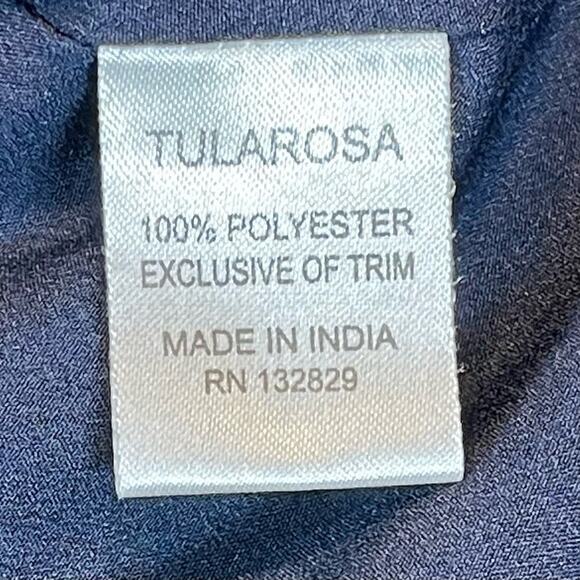 TULAROSA
100% POLYESTER
EXCLUSIVE OF TRIM
MADE IN INDIA
RN 132829